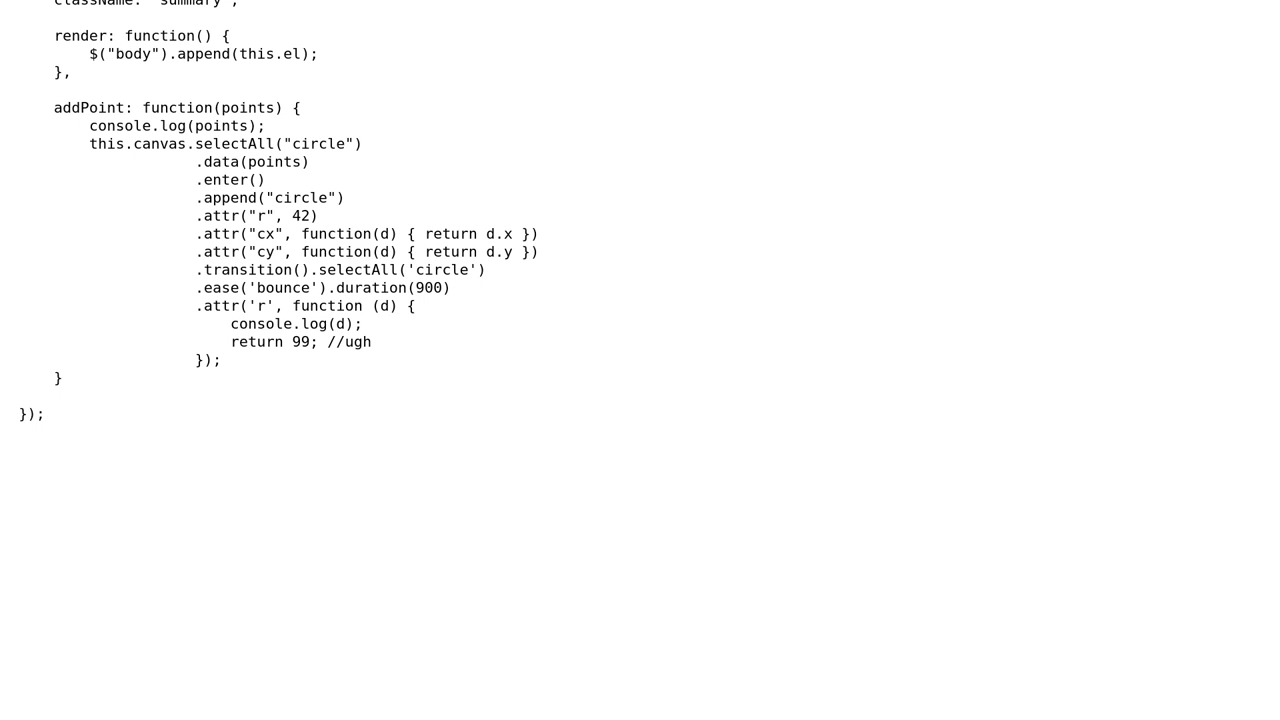 className: "summary",
render: function() {
$("body").append(this.el);
},
addPoint: function(points) {
console.log(points);
this.canvas.selectAll("circle")
.data(points)
.enter()
.append("circle")
.attr("r", 42)
.attr("cx", function(d) { return d.x })
.attr("cy", function(d) { return d.y })
.transition().selectAll('circle')
.ease('bounce').duration(900)
.attr('r', function (d) {
console.log(d);
return 99; //ugh
});
}
});